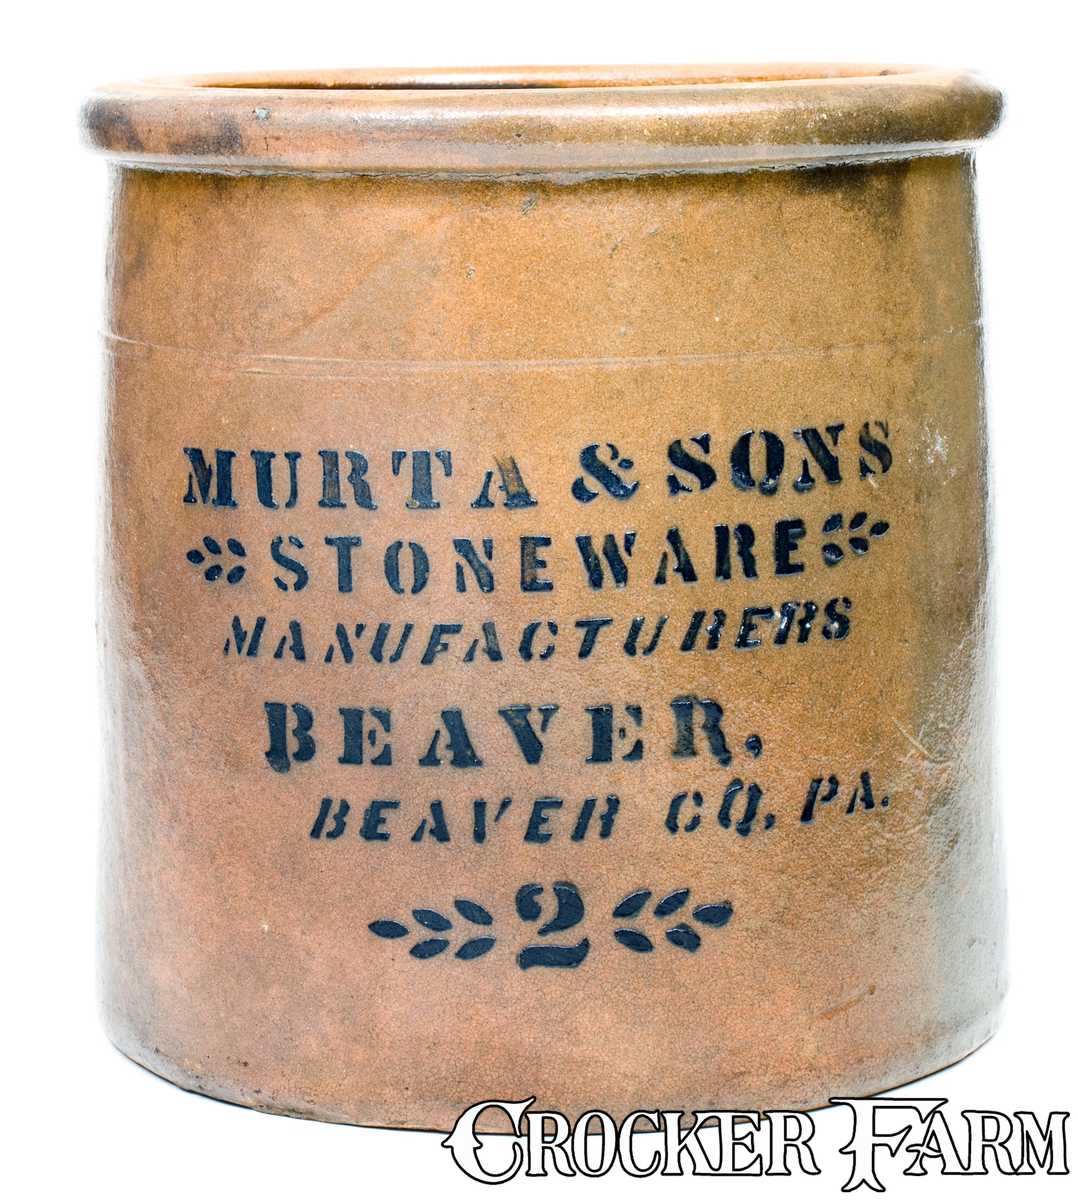 MURTA & SONS
STONEWARE
MANUFACTURERS
BEAVER,
BEAVER CO, PA.
2
CROCKER FARM